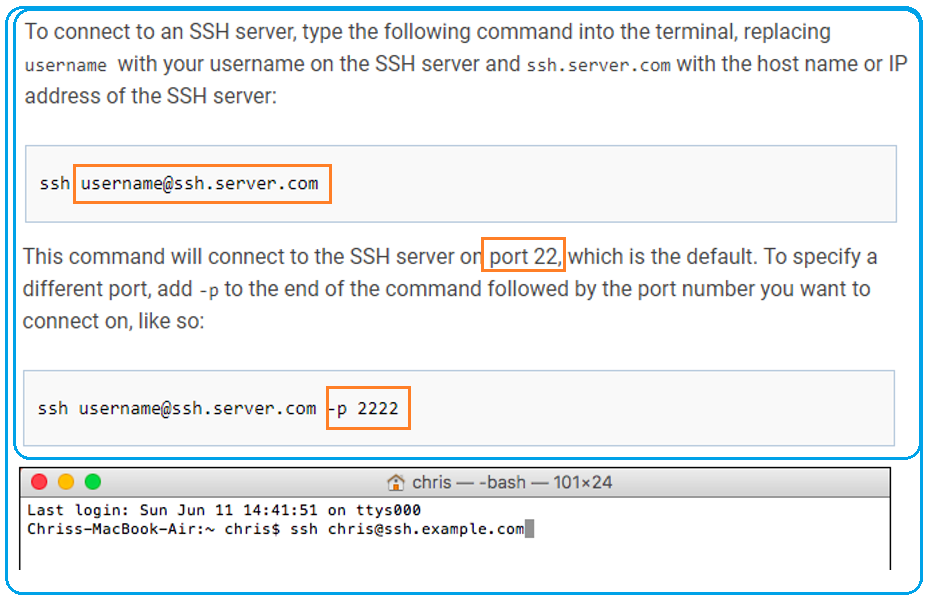 To connect to an SSH server, type the following command into the terminal, replacing
username with your username on the SSH server and ssh.server.com with the host name or IP
address of the SSH server:
ssh username@ssh.server.com
This command will connect to the SSH server on port 22, which is the default. To specify a
different port, add -p to the end of the command followed by the port number you want to
connect on, like so:
ssh username@ssh.server.com -p 2222
chris — -bash — 101×24
Last login: Sun Jun 11 14:41:51 on ttys000
Chriss-MacBook-Air:~ chris$ ssh chris@ssh.example.com